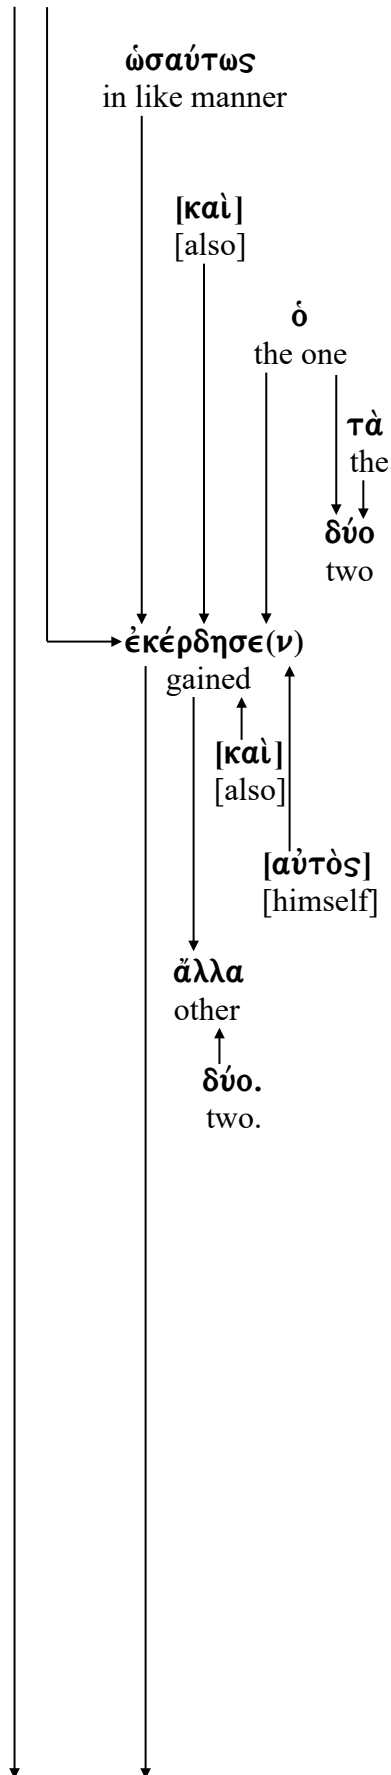 ὡσαύτως
in like manner
[καὶ]
[also]
ὁ
the one
τὰ
the
δύο
two
ἐκέρδησε(ν)
gained
[καὶ]
[also]
[αὐτὸς]
[himself]
ἄλλα
other
δύο.
two.